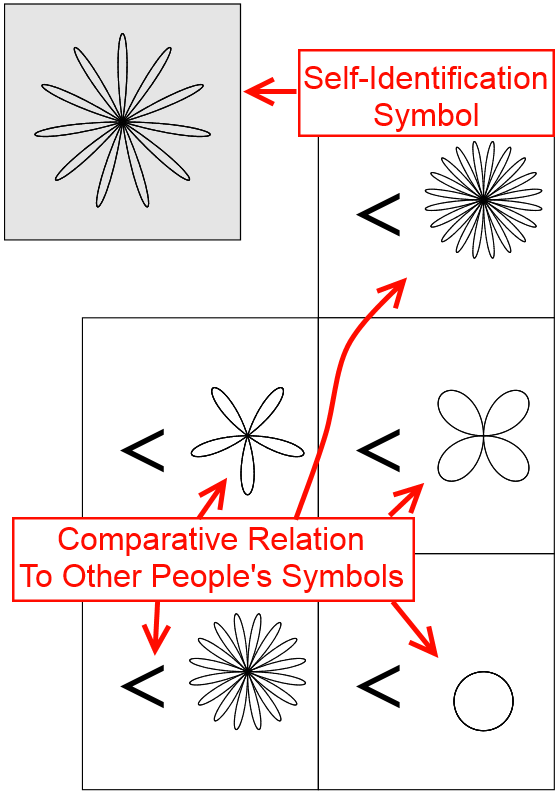 Self-Identification
Symbol
<
<
<
Comparative Relation
To Other People's Symbols
<
<